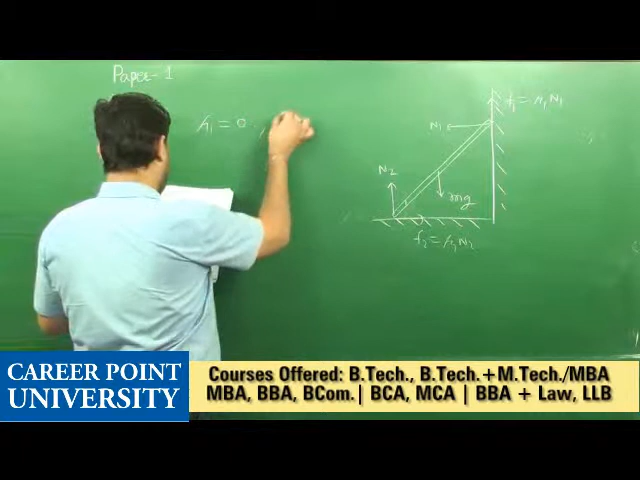 Paper-1
μ₁ = 0
f₁ = μ₁N₁
N₁
N₂
mg
f₂ = μ₂N₂
CAREER POINT
UNIVERSITY
Courses Offered: B.Tech., B.Tech.+M.Tech./MBA
MBA, BBA, BCom.| BCA, MCA | BBA + Law, LLB